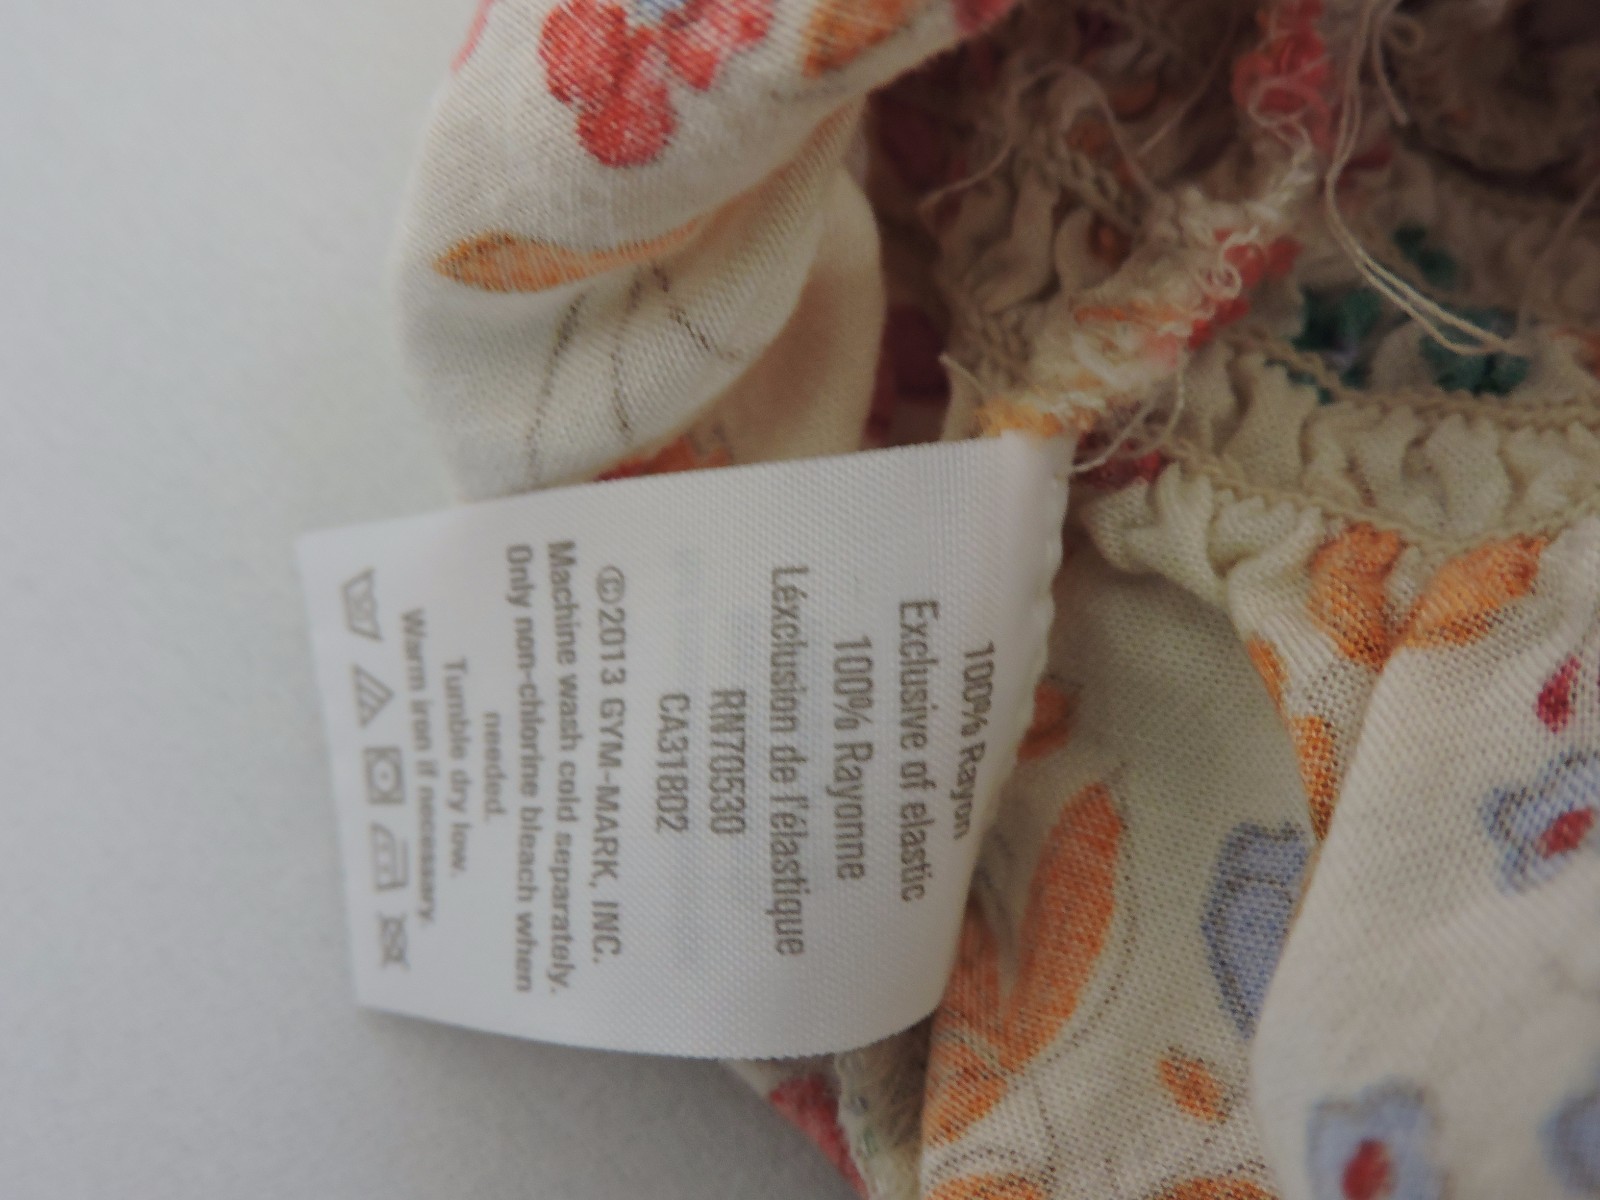 100% Rayon
Exclusive of elastic
100% Rayonne
Léxclusion de l'élastique
RN70530
CA31802
©2013 GYM-MARK, INC.
Machine wash cold separately.
Only non-chlorine bleach when
needed.
Tumble dry low.
Warm iron if necessary.